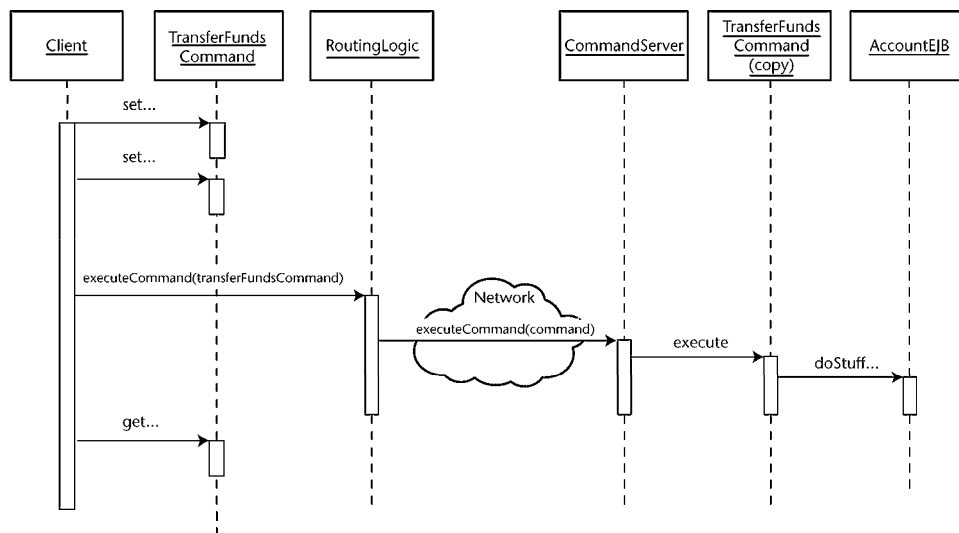 Client
TransferFunds
Command
RoutingLogic
CommandServer
TransferFunds
Command
(copy)
AccountEJB
set...
set...
executeCommand(transferFundsCommand)
Network
executeCommand(command)
execute
doStuff...
get...